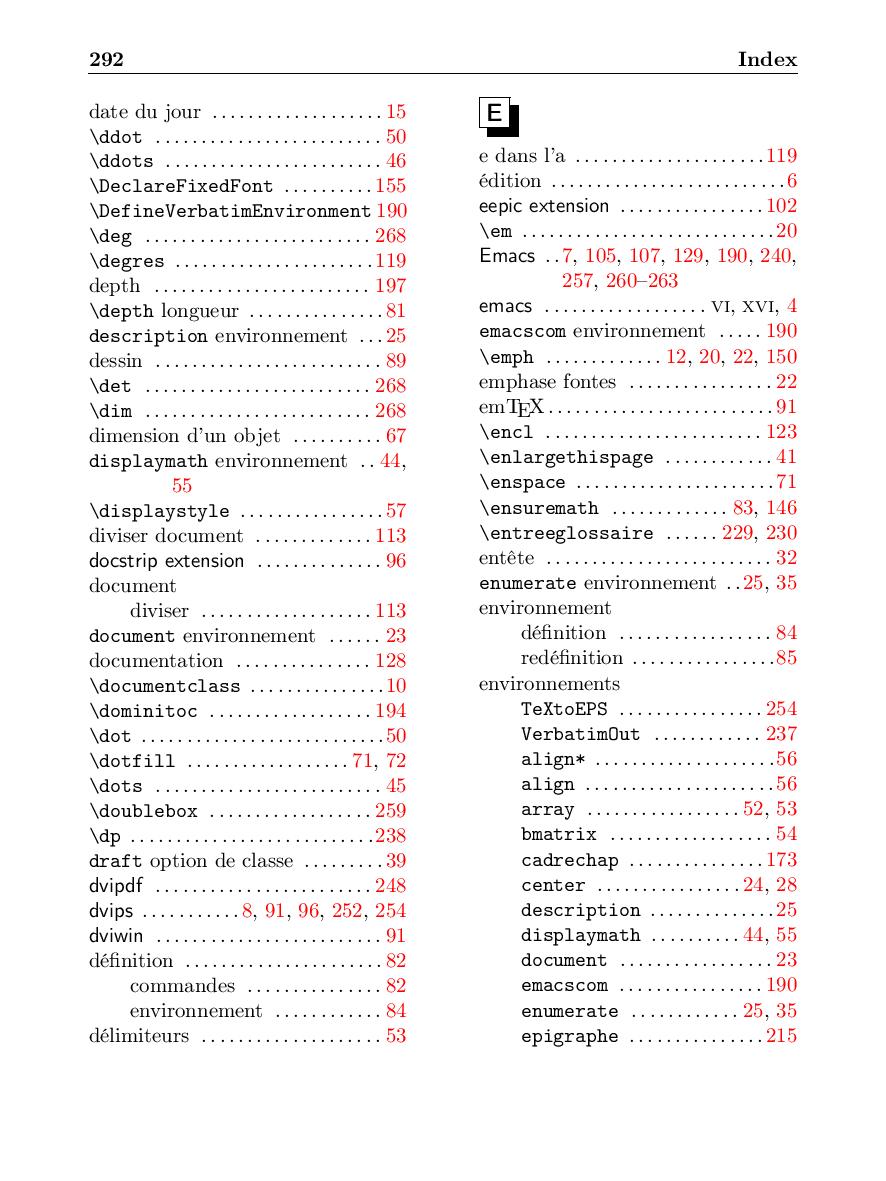 292 Index
date du jour ................... 15
\ddot ......................... 50
\ddots ........................ 46
\DeclareFixedFont .......... 155
\DefineVerbatimEnvironment 190
\deg ......................... 268
\degres ...................... 119
depth ........................ 197
\depth longueur ............... 81
description environnement ... 25
dessin ......................... 89
\det ......................... 268
\dim ......................... 268
dimension d'un objet .......... 67
displaymath environnement .. 44,
55
\displaystyle ................ 57
diviser document ............. 113
docstrip extension .............. 96
document
diviser ................... 113
document environnement ...... 23
documentation ............... 128
\documentclass ............... 10
\dominitoc .................. 194
\dot ........................... 50
\dotfill .................. 71, 72
\dots ......................... 45
\doublebox .................. 259
\dp ........................... 238
draft option de classe ......... 39
dvipdf ........................ 248
dvips ........... 8, 91, 96, 252, 254
dviwin ......................... 91
définition ...................... 82
commandes ............... 82
environnement ............ 84
délimiteurs .................... 53
E
e dans l'a ..................... 119
édition .......................... 6
eepic extension ................ 102
\em ............................ 20
Emacs .. 7, 105, 107, 129, 190, 240,
257, 260–263
emacs .................. VI, XVI, 4
emacscom environnement ..... 190
\emph ............. 12, 20, 22, 150
emphase fontes ................ 22
emTEX ......................... 91
\encl ........................ 123
\enlargethispage ............ 41
\enspace ...................... 71
\ensuremath ............. 83, 146
\entreeglossaire ...... 229, 230
entête ......................... 32
enumerate environnement .. 25, 35
environnement
définition ................. 84
redéfinition ................ 85
environnements
TeXtoEPS ................ 254
VerbatimOut ............ 237
align* .................... 56
align ..................... 56
array ................. 52, 53
bmatrix .................. 54
cadrechap ............... 173
center ................ 24, 28
description .............. 25
displaymath .......... 44, 55
document ................. 23
emacscom ................ 190
enumerate ............ 25, 35
epigraphe ............... 215